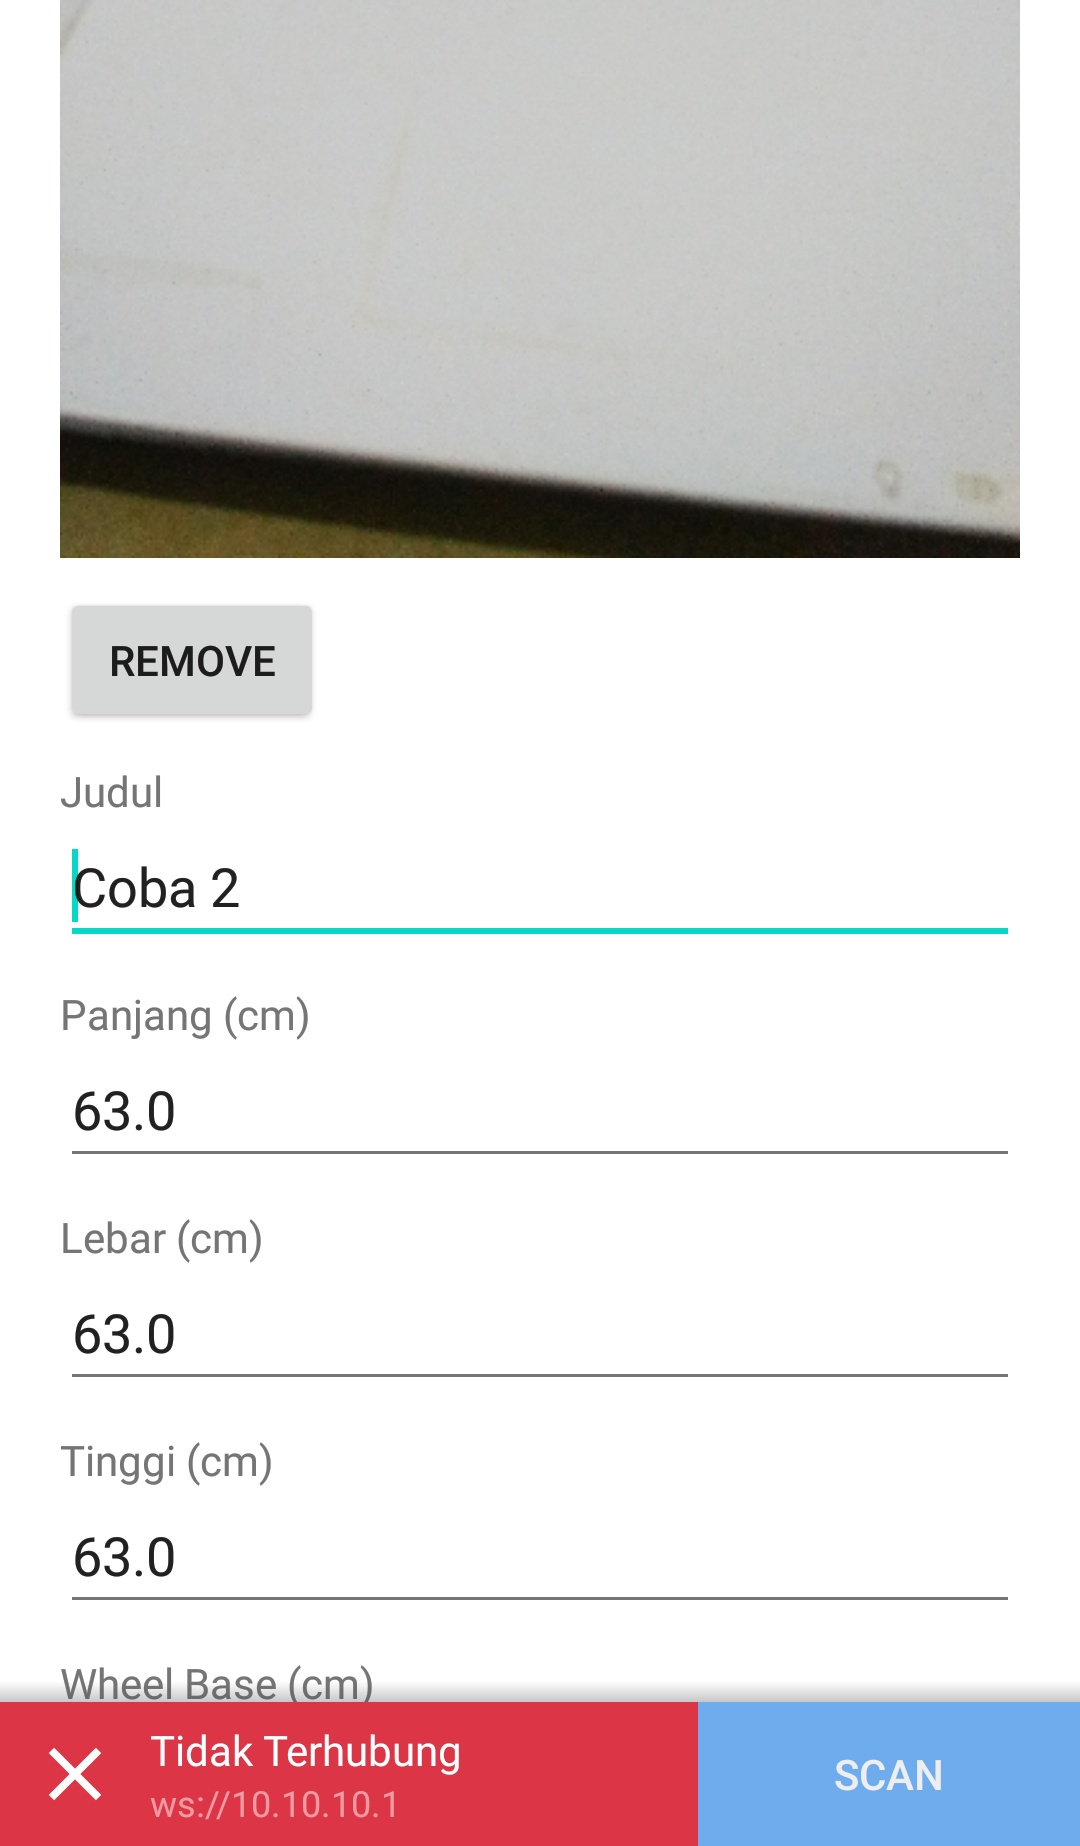 REMOVE
Judul
Coba 2
Panjang (cm)
63.0
Lebar (cm)
63.0
Tinggi (cm)
63.0
Wheel Base (cm)
Tidak Terhubung
ws://10.10.10.1
SCAN